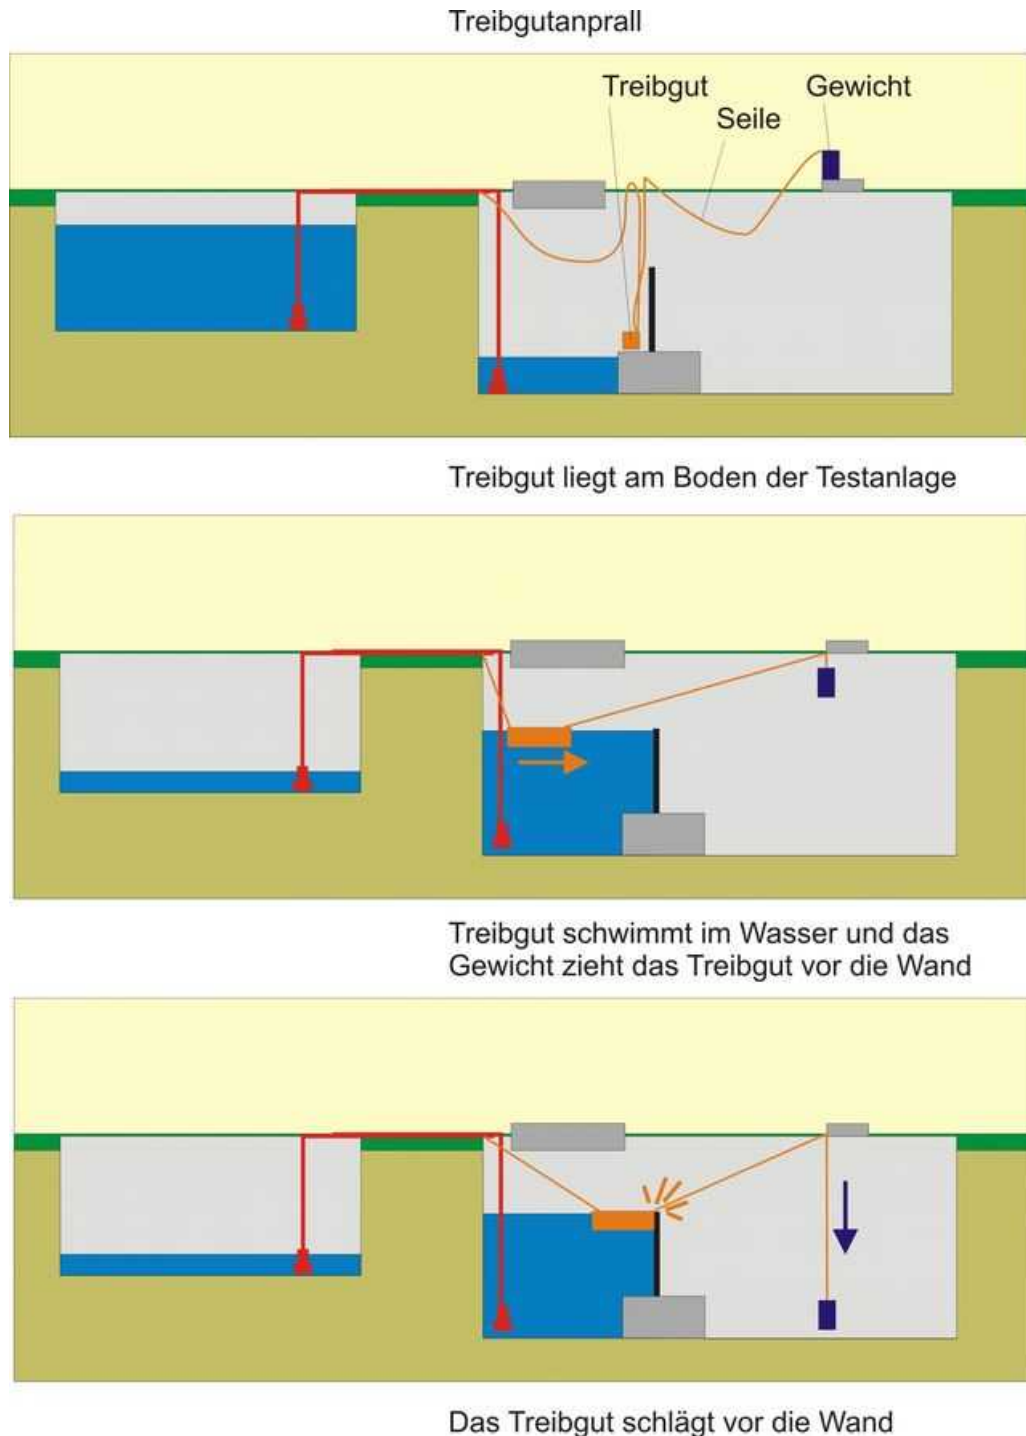 Treibgutanprall
Treibgut
Gewicht
Seile
Treibgut liegt am Boden der Testanlage
Treibgut schwimmt im Wasser und das
Gewicht zieht das Treibgut vor die Wand
Das Treibgut schlägt vor die Wand